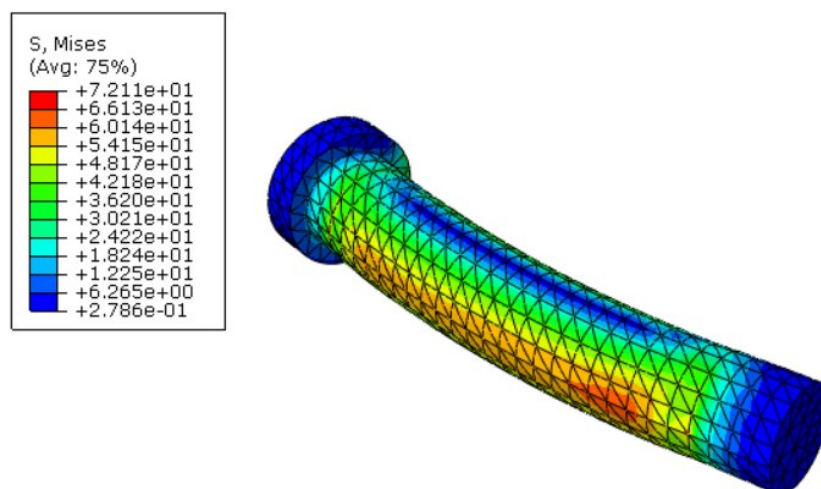 S, Mises
(Avg: 75%)
+7.211e+01
+6.613e+01
+6.014e+01
+5.415e+01
+4.817e+01
+4.218e+01
+3.620e+01
+3.021e+01
+2.422e+01
+1.824e+01
+1.225e+01
+6.265e+00
+2.786e-01